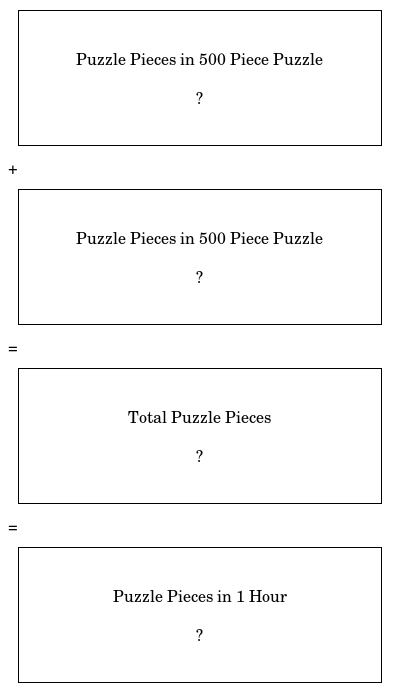 Puzzle Pieces in 500 Piece Puzzle
?
+
Puzzle Pieces in 500 Piece Puzzle
?
=
Total Puzzle Pieces
?
=
Puzzle Pieces in 1 Hour
?